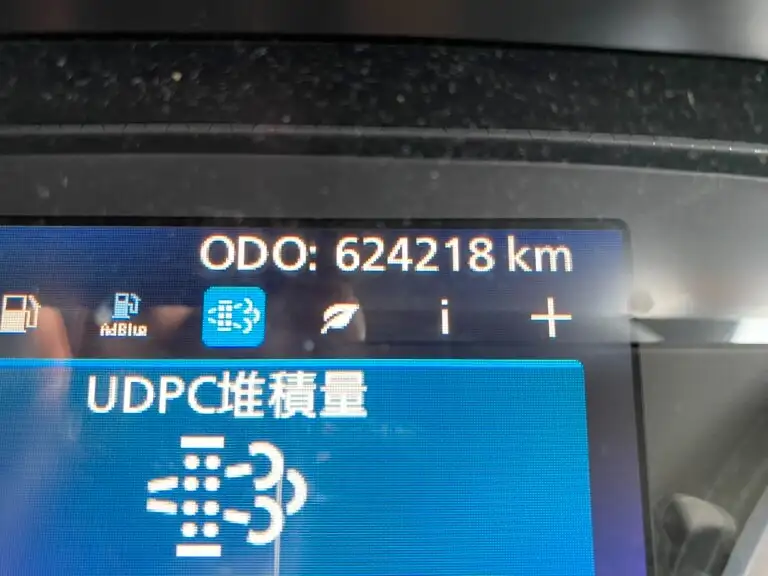 ODO: 624218 km
AdBlue
i
UDPC堆積量